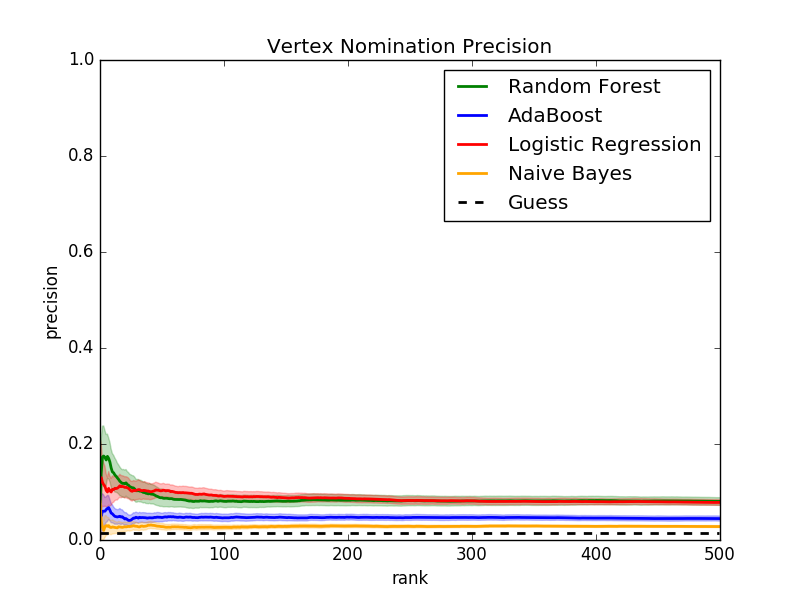 Vertex Nomination Precision
1.0
0.8
0.6
0.4
0.2
0.0
precision
Random Forest
AdaBoost
Logistic Regression
Naive Bayes
Guess
0 100 200 300 400 500
rank